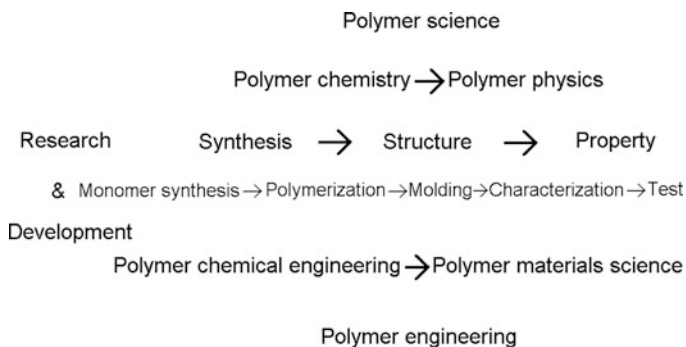 Polymer science
Polymer chemistry → Polymer physics
Research Synthesis → Structure → Property
& Monomer synthesis → Polymerization → Molding → Characterization → Test
Development
Polymer chemical engineering → Polymer materials science
Polymer engineering